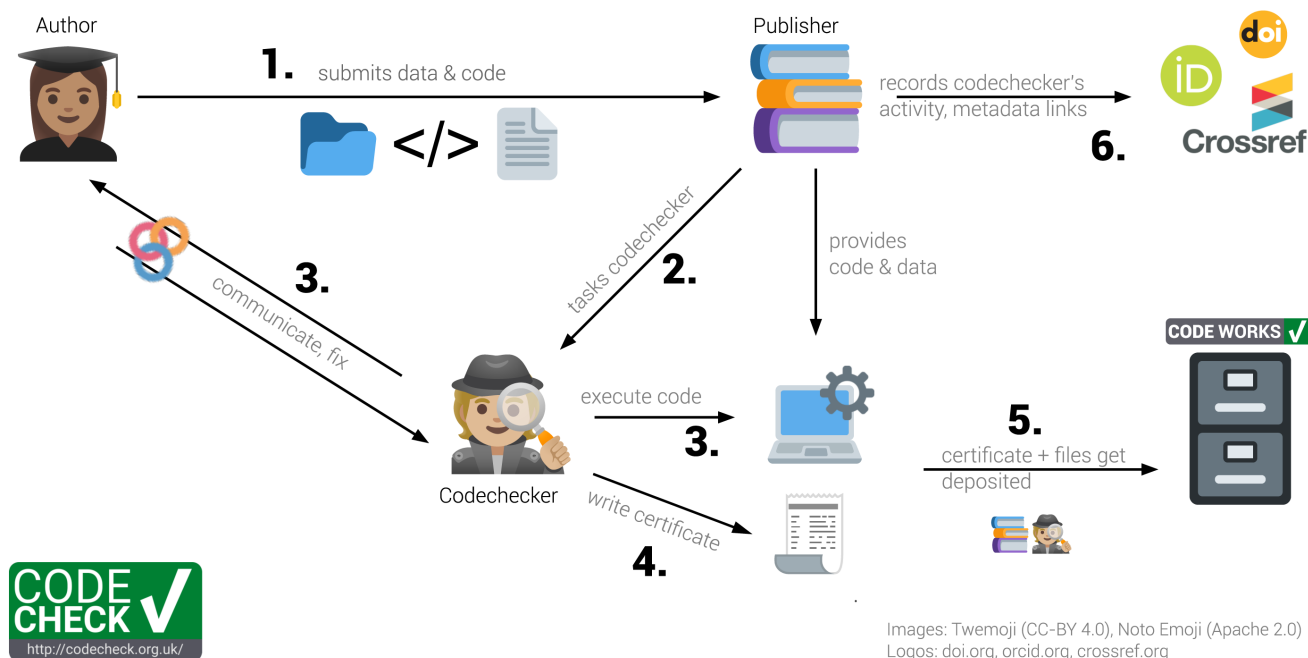 Author
Publisher
doi
1.
submits data & code
records codechecker's
activity, metadata links
iD
</>
6.
Crossref
tasks codechecker
2.
provides
code & data
3.
communicate, fix
CODE WORKS
execute code
3.
5.
certificate + files get
deposited
Codechecker
write certificate
4.
CODE
CHECK
http://codecheck.org.uk/
Images: Twemoji (CC-BY 4.0), Noto Emoji (Apache 2.0)
Logos: doi.org, orcid.org, crossref.org